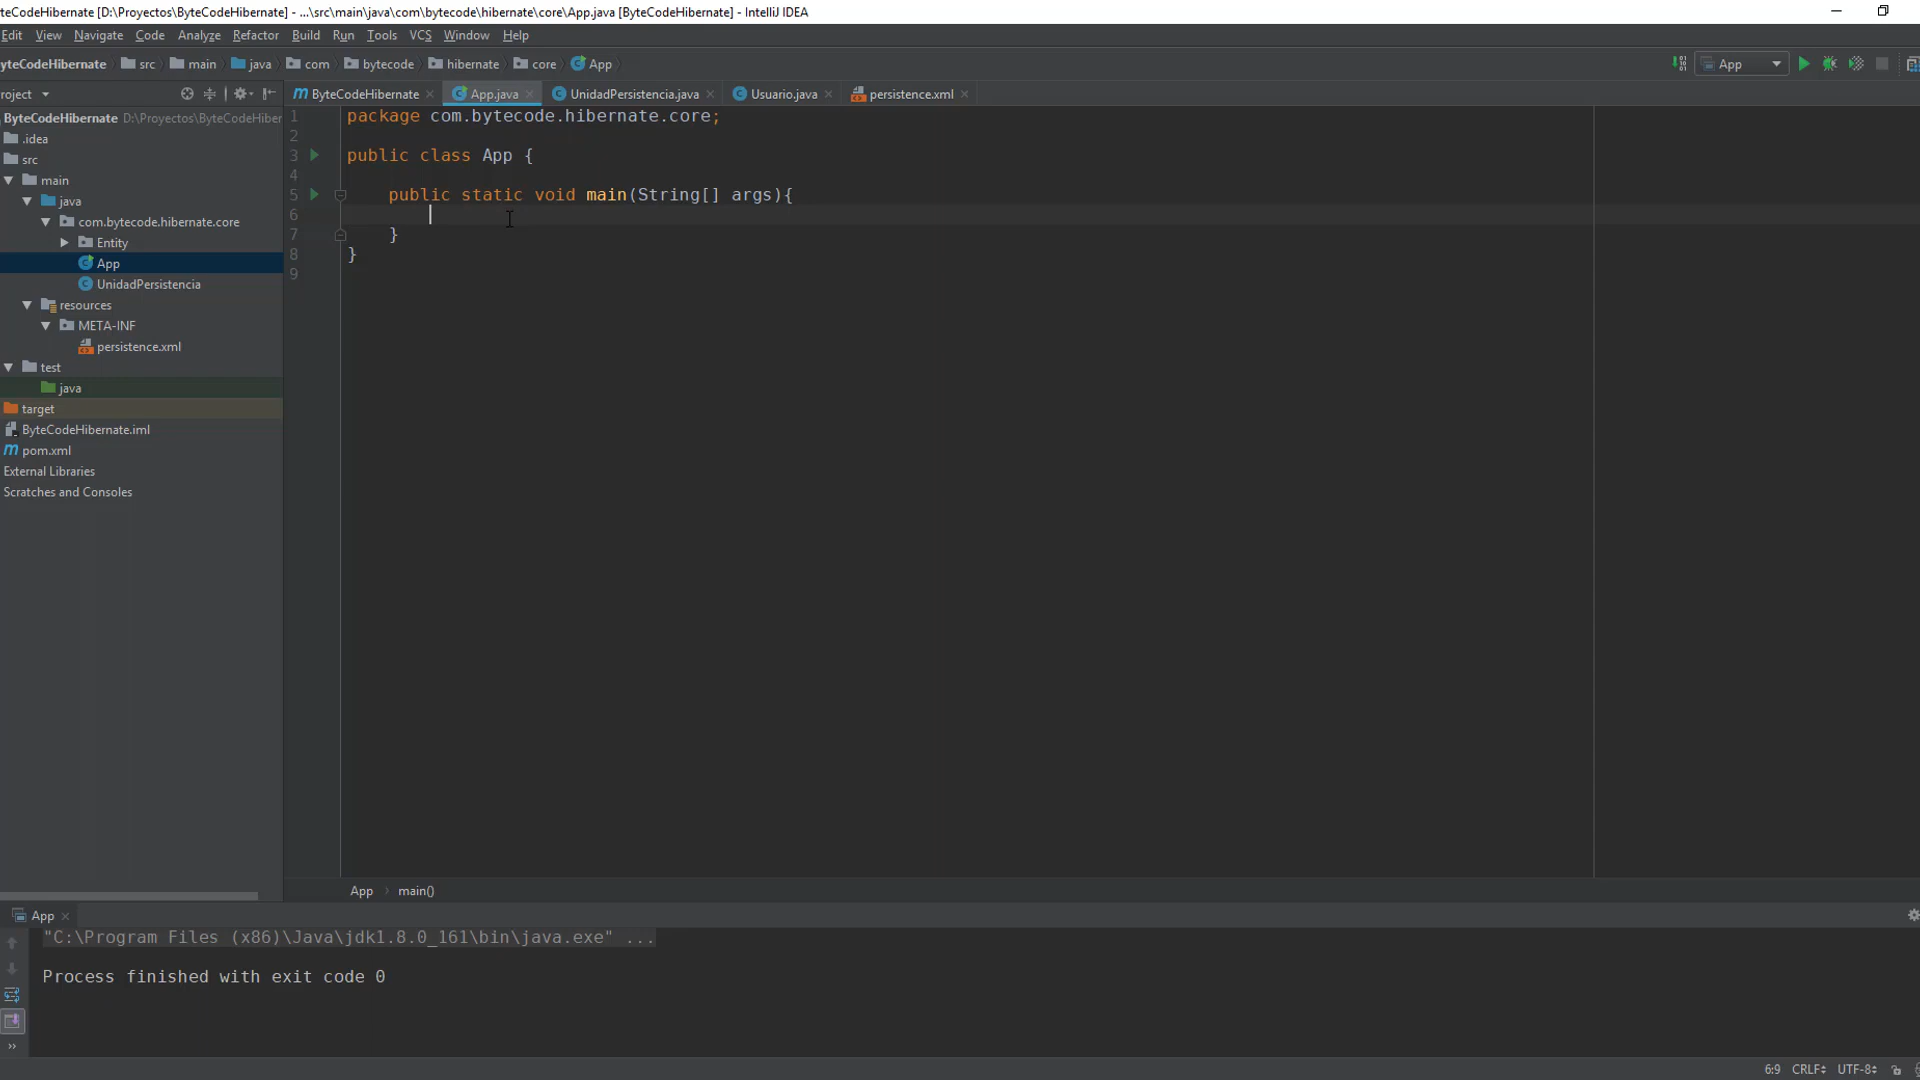 teCodeHibernate [D:\Proyectos\ByteCodeHibernate] - ...\src\main\java\com\bytecode\hibernate\core\App.java [ByteCodeHibernate] - IntelliJ IDEA
Edit View Navigate Code Analyze Refactor Build Run Tools VCS Window Help
yteCodeHibernate src main java com bytecode hibernate core App App
roject ByteCodeHibernate App.java UnidadPersistencia.java Usuario.java persistence.xml
ByteCodeHibernate D:\Proyectos\ByteCodeHiber
.idea
src
main
java
com.bytecode.hibernate.core
Entity
App
UnidadPersistencia
resources
META-INF
persistence.xml
test
java
target
ByteCodeHibernate.iml
pom.xml
External Libraries
Scratches and Consoles
1 package com.bytecode.hibernate.core;
2
3 public class App {
4
5 public static void main(String[] args){
6
7 }
8 }
9
App main()
App
"C:\Program Files (x86)\Java\jdk1.8.0_161\bin\java.exe" ...
Process finished with exit code 0
6:9 CRLF UTF-8